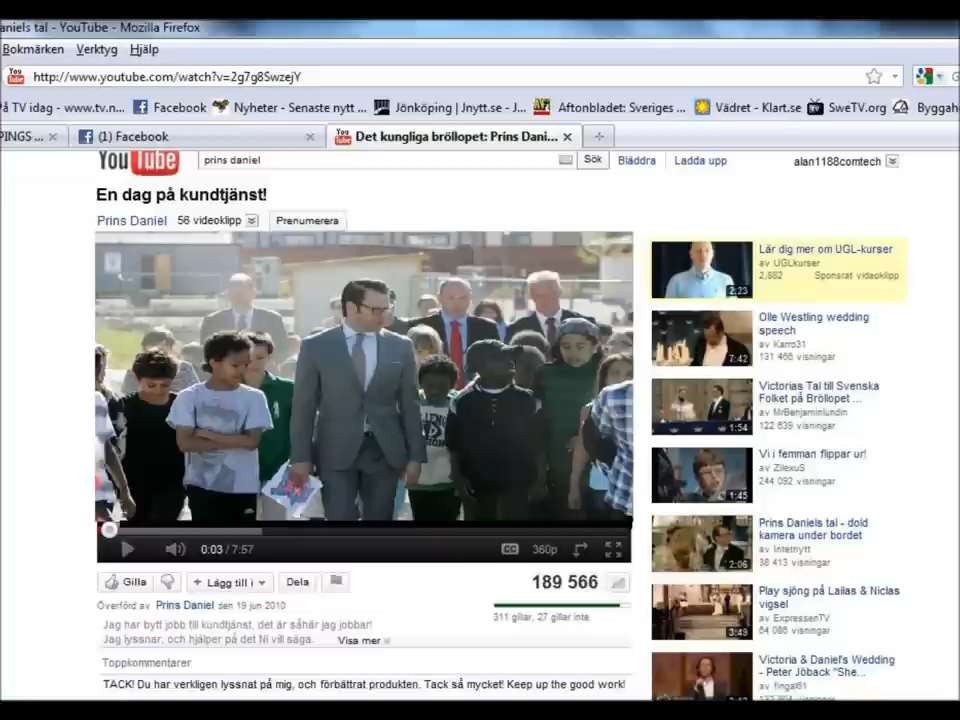 aniels tal - YouTube - Mozilla Firefox
Bokmärken Verktyg Hjälp
http://www.youtube.com/watch?v=2g7g8SwzejY
å TV idag - www.tv.n... Facebook Nyheter - Senaste nytt ... Jönköping | Jnytt.se - J... Aftonbladet: Sveriges ... Vädret - Klart.se SweTV.org Byggah
PINGS ... (1) Facebook Det kungliga bröllopet: Prins Dani...
YouTube prins daniel Sök Bläddra Ladda upp alan1188comtech
En dag på kundtjänst!
Prins Daniel 56 videoklipp Prenumerera
0:03 / 7:57 CC 360p
Gilla + Lägg till i Dela 189 566
Överförd av Prins Daniel den 19 jun 2010
311 gillar, 27 gillar inte
Jag har bytt jobb till kundtjänst, det är såhär jag jobbar!
Jag lyssnar, och hjälper på det Ni vill säga. Visa mer
Toppkommentarer
TACK! Du har verkligen lyssnat på mig, och förbättrat produkten. Tack så mycket! Keep up the good work!
Lär dig mer om UGL-kurser
av UGLkurser
2,682 Sponsrat videoklipp
2:23
Olle Westling wedding
speech
av Karro31
131 466 visningar
7:42
Victorias Tal till Svenska
Folket på Bröllopet ...
av MrBenjaminlundin
122 639 visningar
1:54
Vi i femman flippar ur!
av ZilexuS
244 092 visningar
1:45
Prins Daniels tal - dold
kamera under bordet
av Intetnytt
38 413 visningar
2:06
Play sjöng på Lailas & Niclas
vigsel
av ExpressenTV
64 086 visningar
3:49
Victoria & Daniel's Wedding
- Peter Jöback "She...
av fingal61